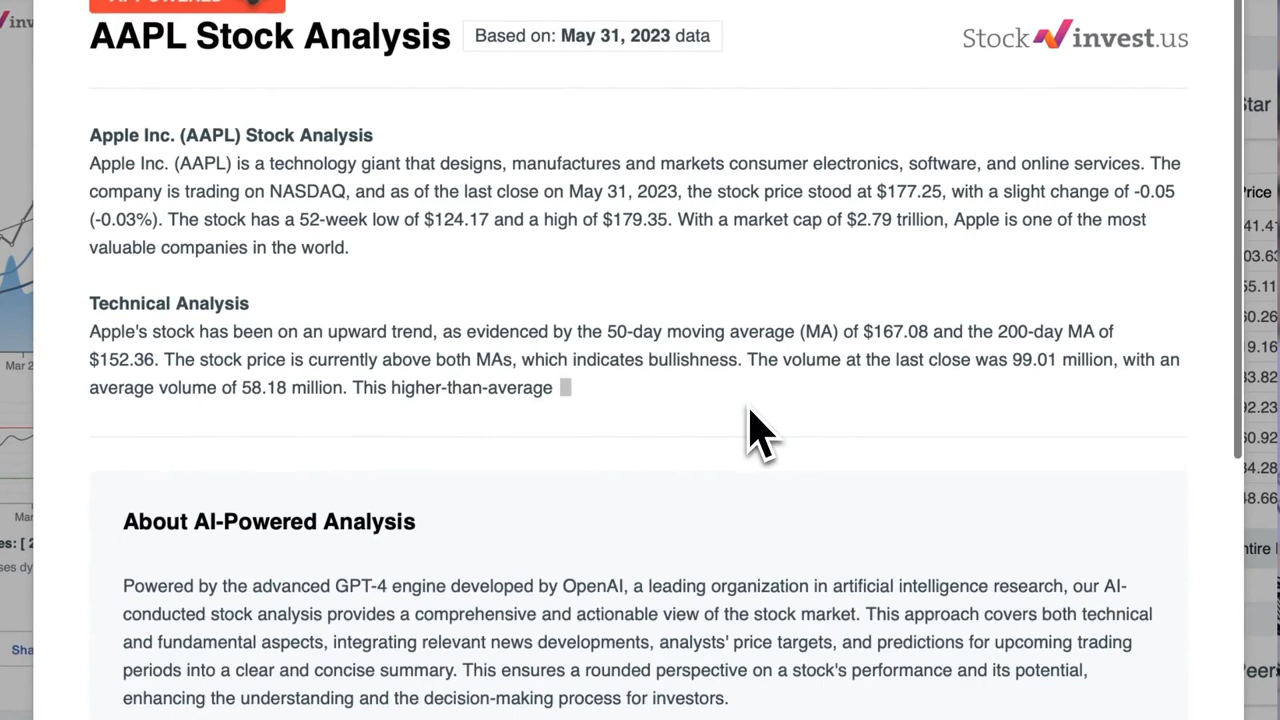 AAPL Stock Analysis
Based on: May 31, 2023 data
Stock invest.us
Apple Inc. (AAPL) Stock Analysis
Apple Inc. (AAPL) is a technology giant that designs, manufactures and markets consumer electronics, software, and online services. The
company is trading on NASDAQ, and as of the last close on May 31, 2023, the stock price stood at $177.25, with a slight change of -0.05
(-0.03%). The stock has a 52-week low of $124.17 and a high of $179.35. With a market cap of $2.79 trillion, Apple is one of the most
valuable companies in the world.
Technical Analysis
Apple's stock has been on an upward trend, as evidenced by the 50-day moving average (MA) of $167.08 and the 200-day MA of
$152.36. The stock price is currently above both MAs, which indicates bullishness. The volume at the last close was 99.01 million, with an
average volume of 58.18 million. This higher-than-average
About AI-Powered Analysis
Powered by the advanced GPT-4 engine developed by OpenAI, a leading organization in artificial intelligence research, our AI-
conducted stock analysis provides a comprehensive and actionable view of the stock market. This approach covers both technical
and fundamental aspects, integrating relevant news developments, analysts' price targets, and predictions for upcoming trading
periods into a clear and concise summary. This ensures a rounded perspective on a stock's performance and its potential,
enhancing the understanding and the decision-making process for investors.